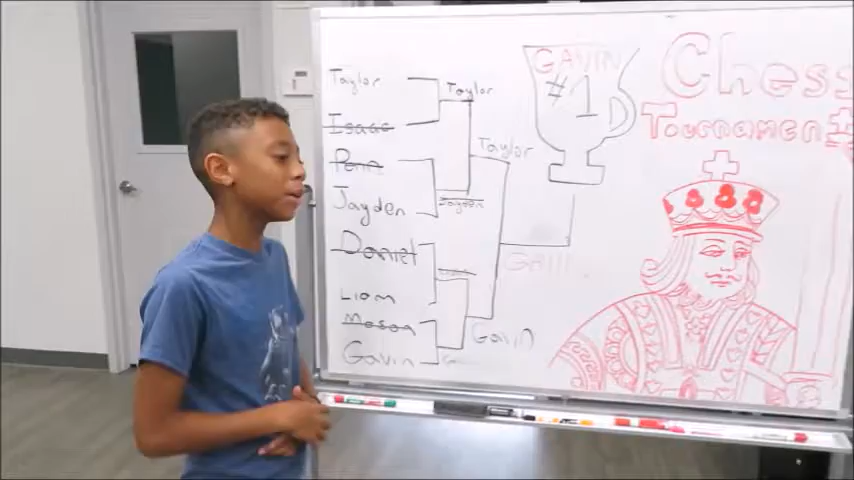 Taylor
Isaac
Penn
Jayden
Daniel
Liam
Mason
Gavin
Taylor
Jayden
Taylor
Gavin
GAVIN
#1
Chess
Tournament